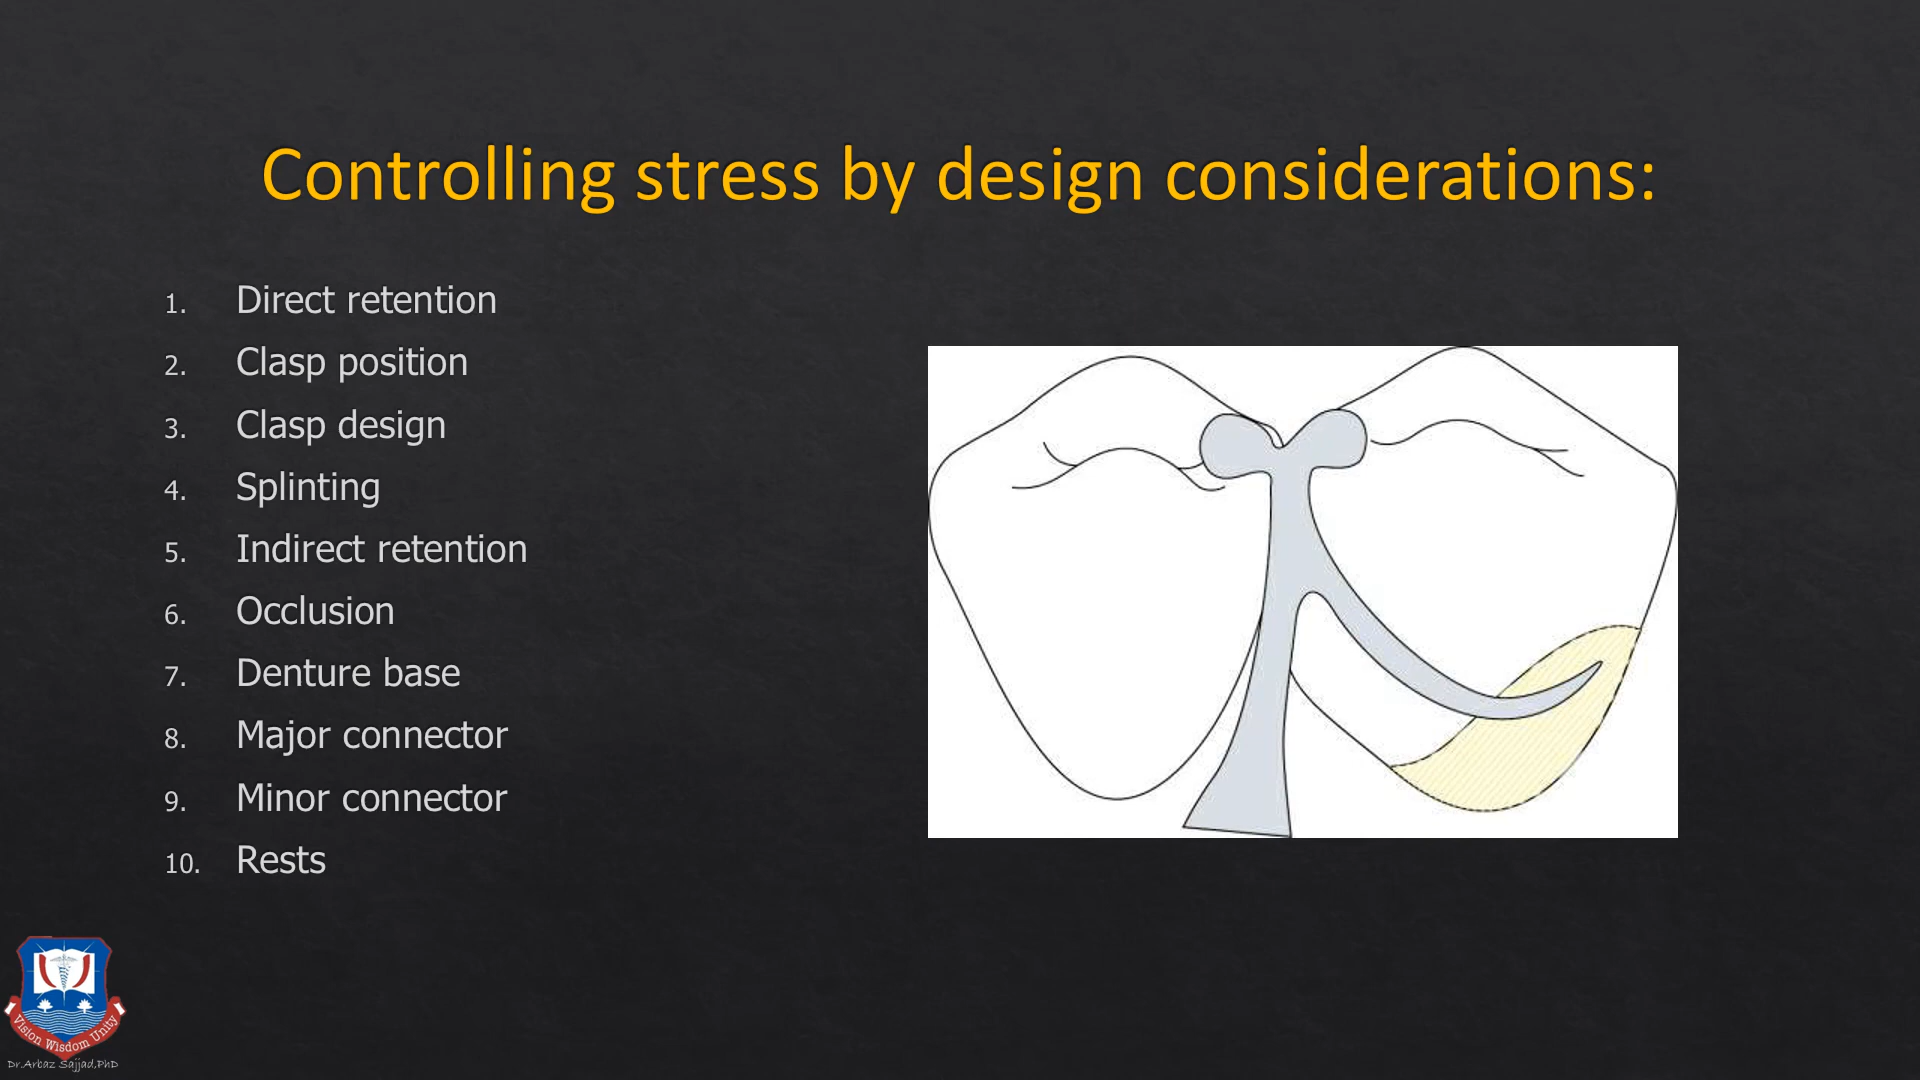 Controlling stress by design considerations:
1. Direct retention
2. Clasp position
3. Clasp design
4. Splinting
5. Indirect retention
6. Occlusion
7. Denture base
8. Major connector
9. Minor connector
10. Rests
Vision Wisdom Unity
Dr.Arbaz Sajjad,PhD